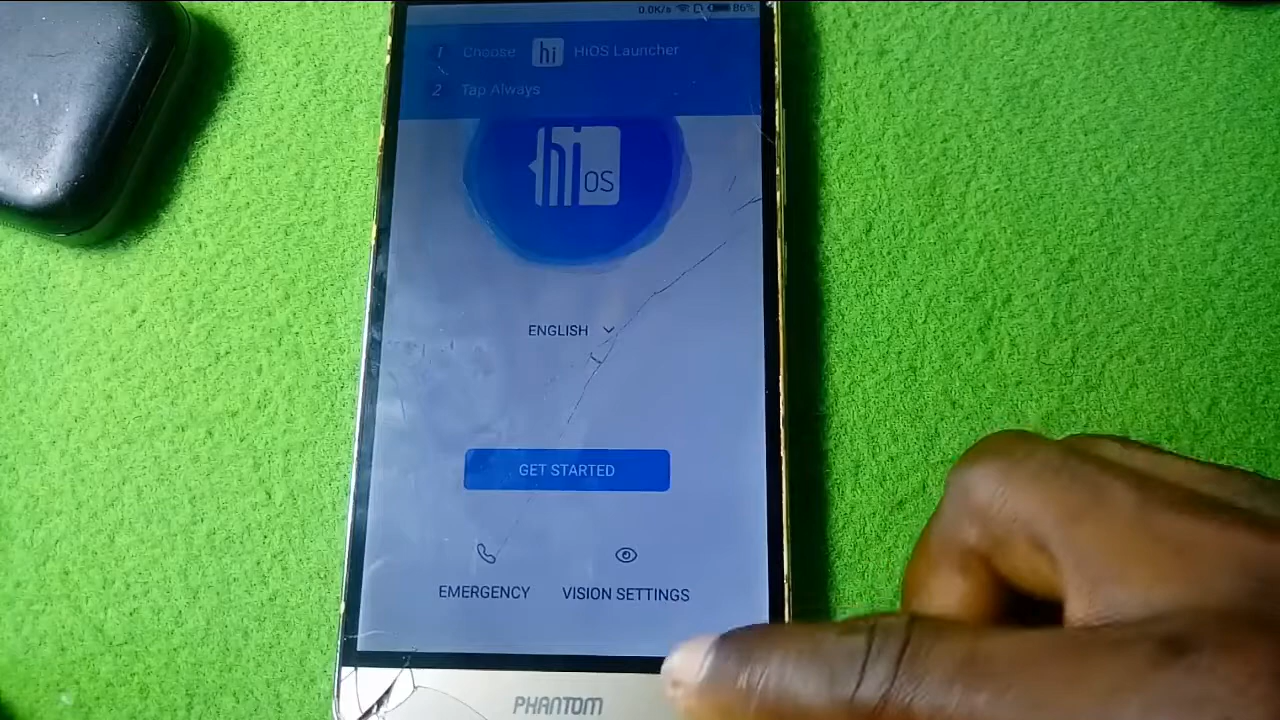 0.0K/s 86%
1 Choose hi HiOS Launcher
2 Tap Always
hi OS
ENGLISH
GET STARTED
EMERGENCY VISION SETTINGS
PHANTOM